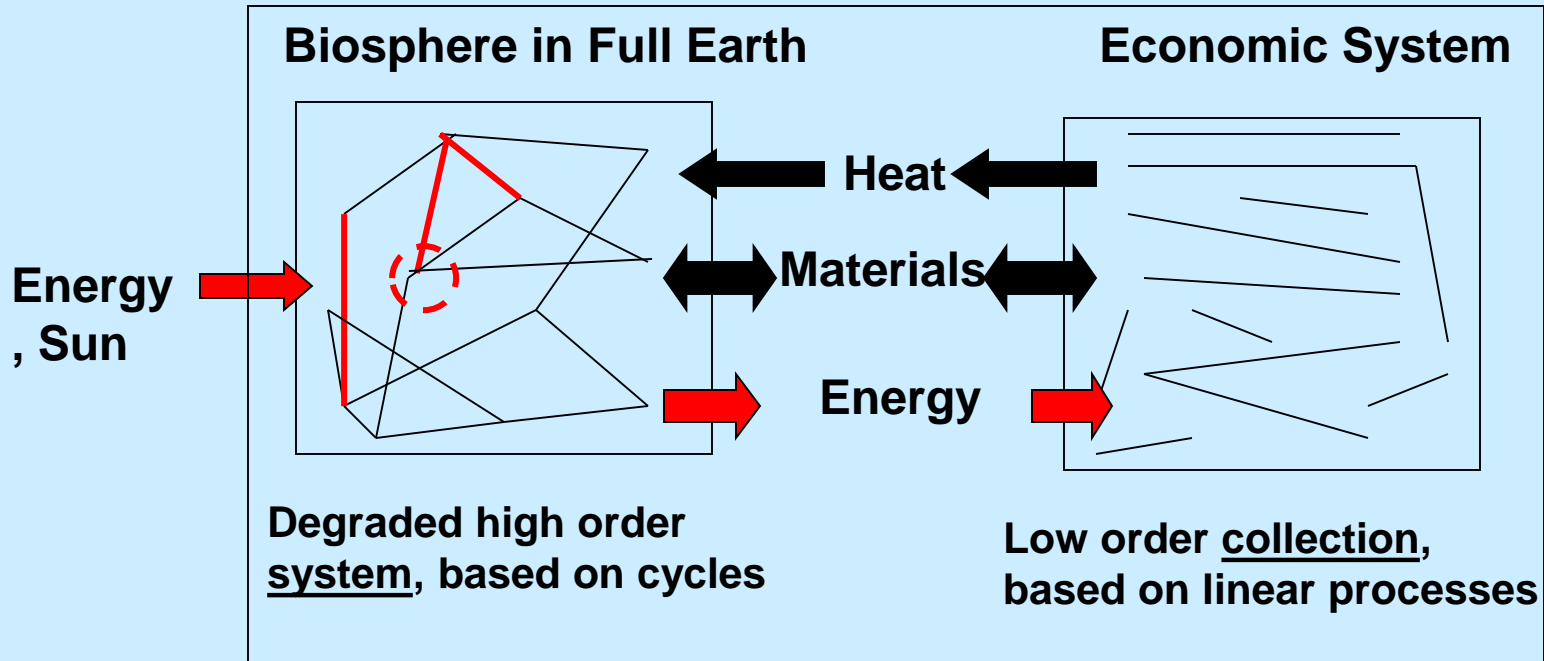 Biosphere in Full Earth
Economic System
Heat
Materials
Energy
, Sun
Energy
Degraded high order
system, based on cycles
Low order collection,
based on linear processes